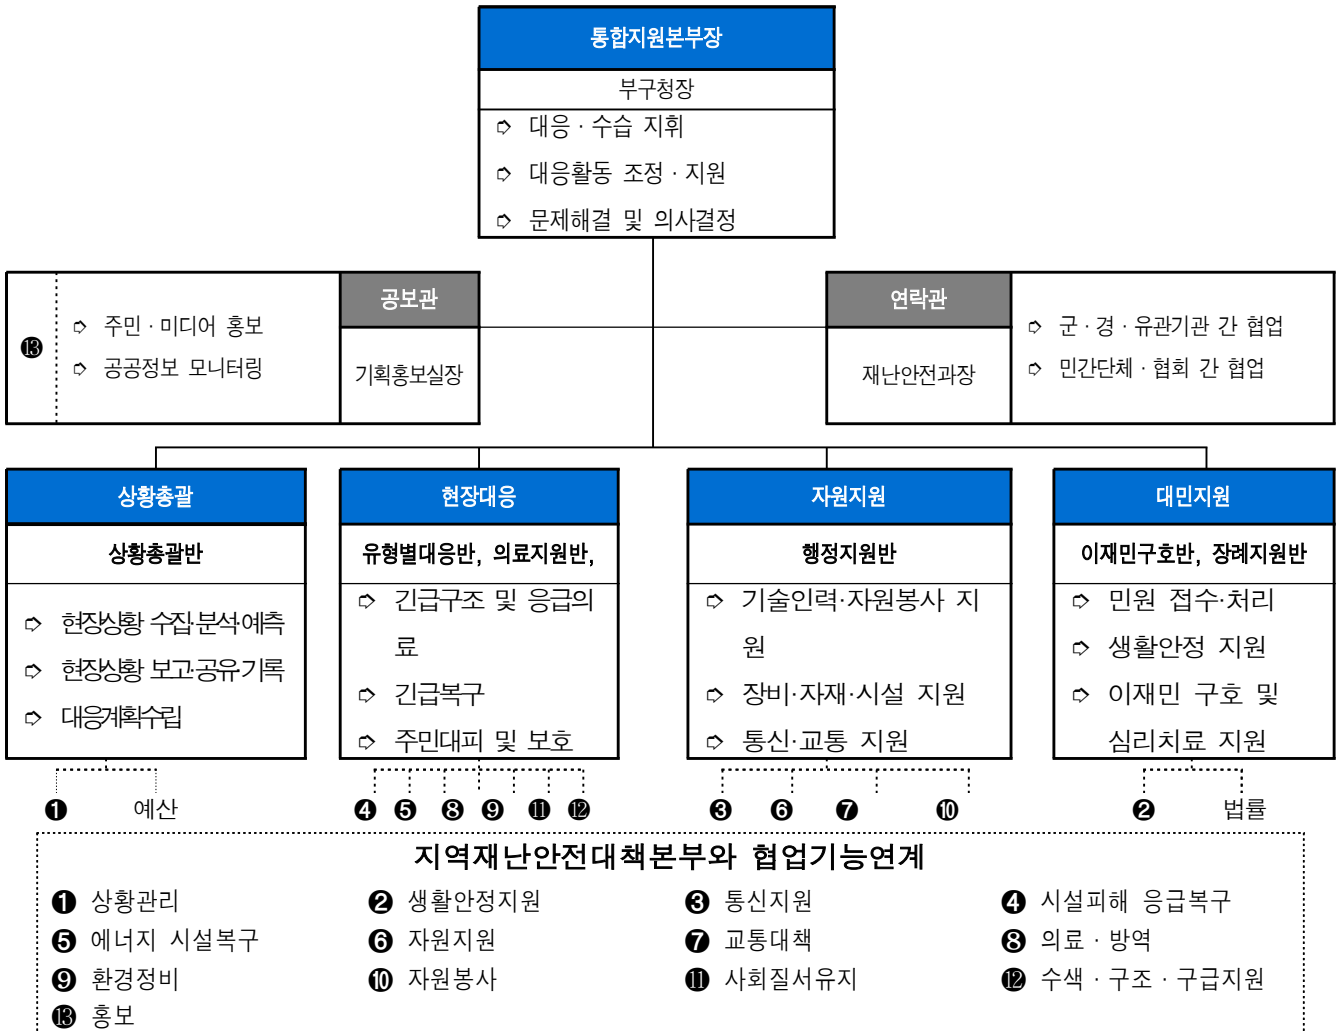 통합지원본부장
부구청장
➪ 대응 · 수습 지휘
➪ 대응활동 조정 · 지원
➪ 문제해결 및 의사결정
⓭
➪ 주민 · 미디어 홍보
➪ 공공정보 모니터링
공보관
기획홍보실장
연락관
재난안전과장
➪ 군 · 경 · 유관기관 간 협업
➪ 민간단체 · 협회 간 협업
상황총괄
상황총괄반
➪ 현장상황 수집·분석·예측
➪ 현장상황 보고·공유·기록
➪ 대응계획수립
현장대응
유형별대응반, 의료지원반,
➪ 긴급구조 및 응급의
료
➪ 긴급복구
➪ 주민대피 및 보호
자원지원
행정지원반
➪ 기술인력·자원봉사 지
원
➪ 장비·자재·시설 지원
➪ 통신·교통 지원
대민지원
이재민구호반, 장례지원반
➪ 민원 접수·처리
➪ 생활안정 지원
➪ 이재민 구호 및
심리치료 지원
❶ 예산
❹ ❺ ❽ ❾ ⓫ ⓬
❸ ❻ ❼ ❿
❷ 법률
지역재난안전대책본부와 협업기능연계
❶ 상황관리 ❷ 생활안정지원 ❸ 통신지원 ❹ 시설피해 응급복구
❺ 에너지 시설복구 ❻ 자원지원 ❼ 교통대책 ❽ 의료 · 방역
❾ 환경정비 ❿ 자원봉사 ⓫ 사회질서유지 ⓬ 수색 · 구조 · 구급지원
⓭ 홍보